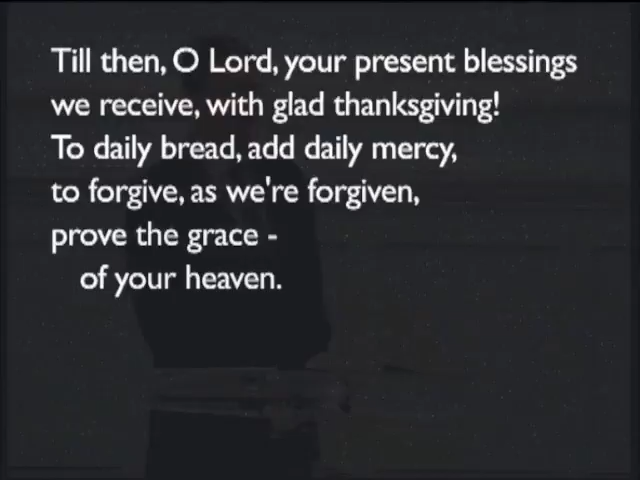 Till then, O Lord, your present blessings
we receive, with glad thanksgiving!
To daily bread, add daily mercy,
to forgive, as we're forgiven,
prove the grace -
of your heaven.